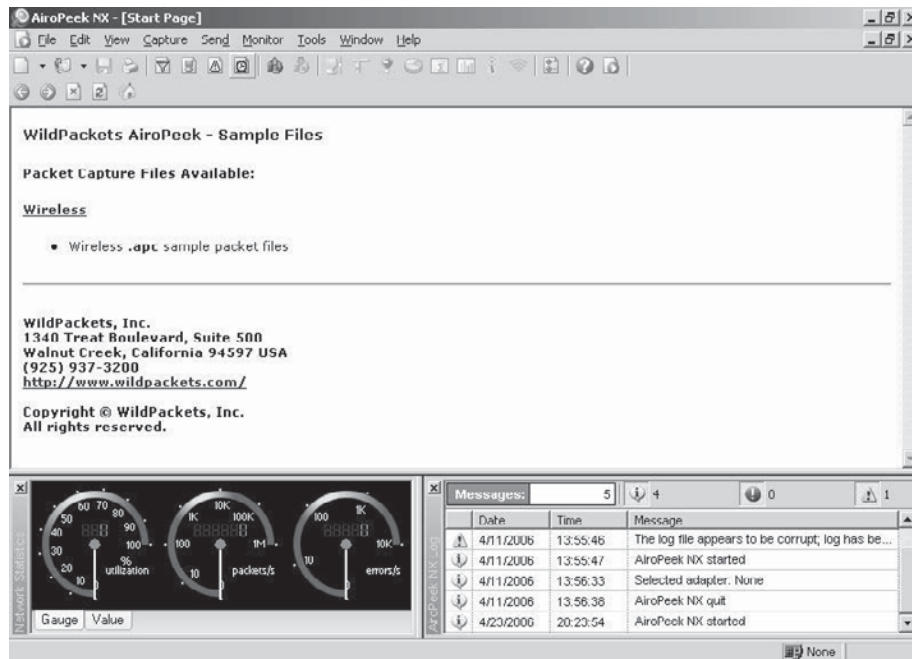 AiroPeek NX - [Start Page]
File Edit View Capture Send Monitor Tools Window Help
WildPackets AiroPeek - Sample Files
Packet Capture Files Available:
Wireless
• Wireless .apc sample packet files
WildPackets, Inc.
1340 Treat Boulevard, Suite 500
Walnut Creek, California 94597 USA
(925) 937-3200
http://www.wildpackets.com/
Copyright © WildPackets, Inc.
All rights reserved.
Network Statistics
10 20 30 40 50 60 70 80 90 100
0
%
utilization
10 100 1K 10K 100K 1M
0
packets/s
10 100 1K 10K
0
errors/s
Gauge Value
AiroPeek NX Log
Messages: 5 4 0 1
Date Time Message
4/11/2006 13:55:46 The log file appears to be corrupt; log has be...
4/11/2006 13:55:47 AiroPeek NX started
4/11/2006 13:56:33 Selected adapter: None
4/11/2006 13:56:38 AiroPeek NX quit
4/23/2006 20:23:54 AiroPeek NX started
None